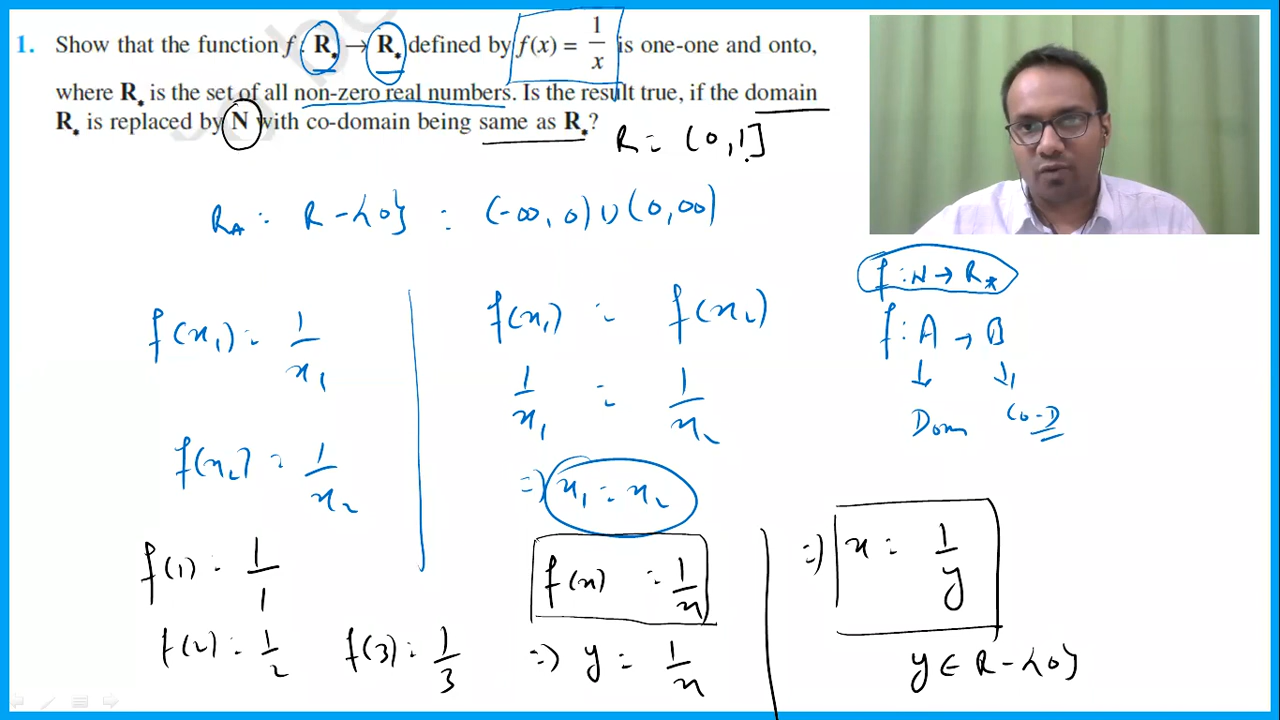 1. Show that the function f : R* → R* defined by f(x) = 1/x is one-one and onto,
where R* is the set of all non-zero real numbers. Is the result true, if the domain
R* is replaced by N with co-domain being same as R*?
R = (0,1]
R* = R - {0} = (-∞, 0) ∪ (0, ∞)
f : N → R*
f(x₁) = 1/x₁
f(x₁) = f(x₂)
f : A → B
1/x₁ = 1/x₂
Dom Co-D
f(x₂) = 1/x₂
⇒ x₁ = x₂
f(1) = 1/1
f(x) = 1/x
⇒ x = 1/y
f(2) = 1/2 f(3) = 1/3
⇒ y = 1/x
y ∈ R - {0}